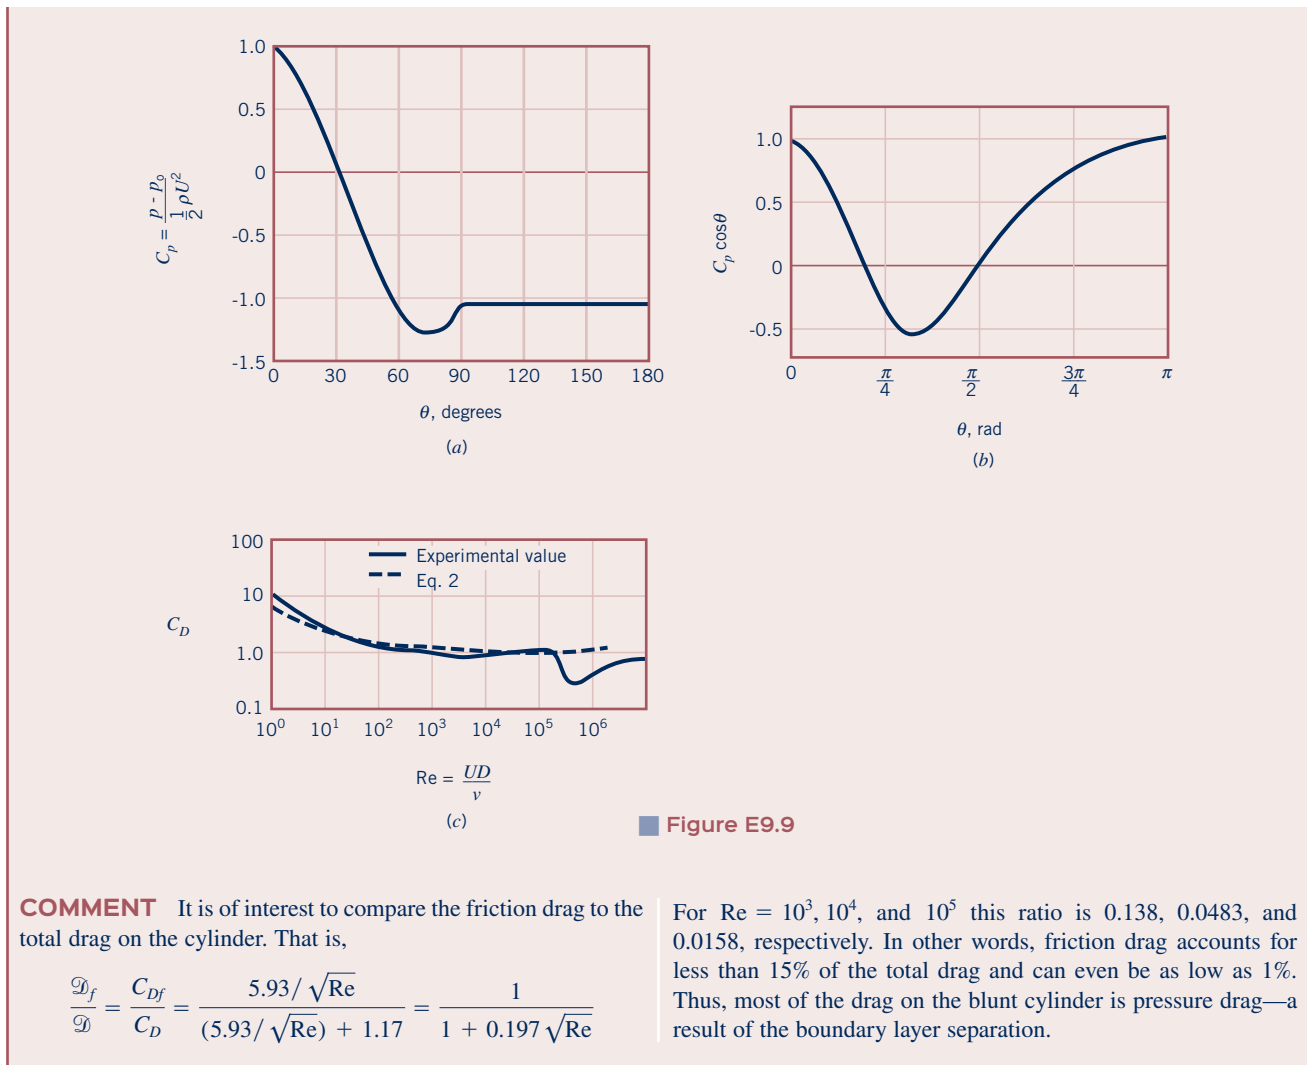 1.0
0.5
0
-0.5
-1.0
-1.5
C_p = (p - p_o) / (1/2 ρU²)
0 30 60 90 120 150 180
θ, degrees
(a)
1.0
0.5
0
-0.5
C_p cosθ
0 π/4 π/2 3π/4 π
θ, rad
(b)
100
10
1.0
0.1
C_D
Experimental value
Eq. 2
10⁰ 10¹ 10² 10³ 10⁴ 10⁵ 10⁶
Re = UD/ν
(c)
Figure E9.9
COMMENT It is of interest to compare the friction drag to the
total drag on the cylinder. That is,
𝒟_f/𝒟 = C_Df/C_D = (5.93/√Re) / ((5.93/√Re) + 1.17) = 1 / (1 + 0.197 √Re)
For Re = 10³, 10⁴, and 10⁵ this ratio is 0.138, 0.0483, and
0.0158, respectively. In other words, friction drag accounts for
less than 15% of the total drag and can even be as low as 1%.
Thus, most of the drag on the blunt cylinder is pressure drag—a
result of the boundary layer separation.